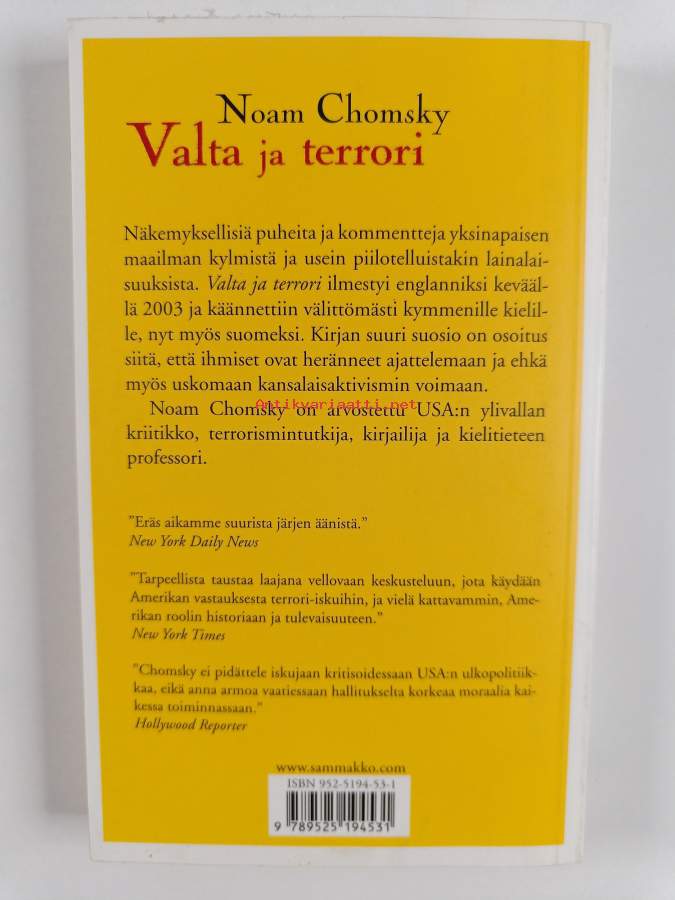 Noam Chomsky
Valta ja terrori
Näkemyksellisiä puheita ja kommentteja yksinapaisen
maailman kylmistä ja usein piilotelluistakin lainalai-
suuksista. Valta ja terrori ilmestyi englanniksi kevääl-
lä 2003 ja käännettiin välittömästi kymmenille kielil-
le, nyt myös suomeksi. Kirjan suuri suosio on osoitus
siitä, että ihmiset ovat heränneet ajattelemaan ja ehkä
myös uskomaan kansalaisaktivismin voimaan.
Antikvariaatti.net
Noam Chomsky on arvostettu USA:n ylivallan
kriitikko, terrorismintutkija, kirjailija ja kielitieteen
professori.
"Eräs aikamme suurista järjen äänistä."
New York Daily News
"Tarpeellista taustaa laajana vellovaan keskusteluun, jota käydään
Amerikan vastauksesta terrori-iskuihin, ja vielä kattavammin, Ame-
rikan roolin historiaan ja tulevaisuuteen."
New York Times
"Chomsky ei pidättele iskujaan kritisoidessaan USA:n ulkopolitiik-
kaa, eikä anna armoa vaatiessaan hallitukselta korkeaa moraalia kai-
kessa toiminnassaan."
Hollywood Reporter
www.sammakko.com
ISBN 952-5194-53-1
9 789525 194531